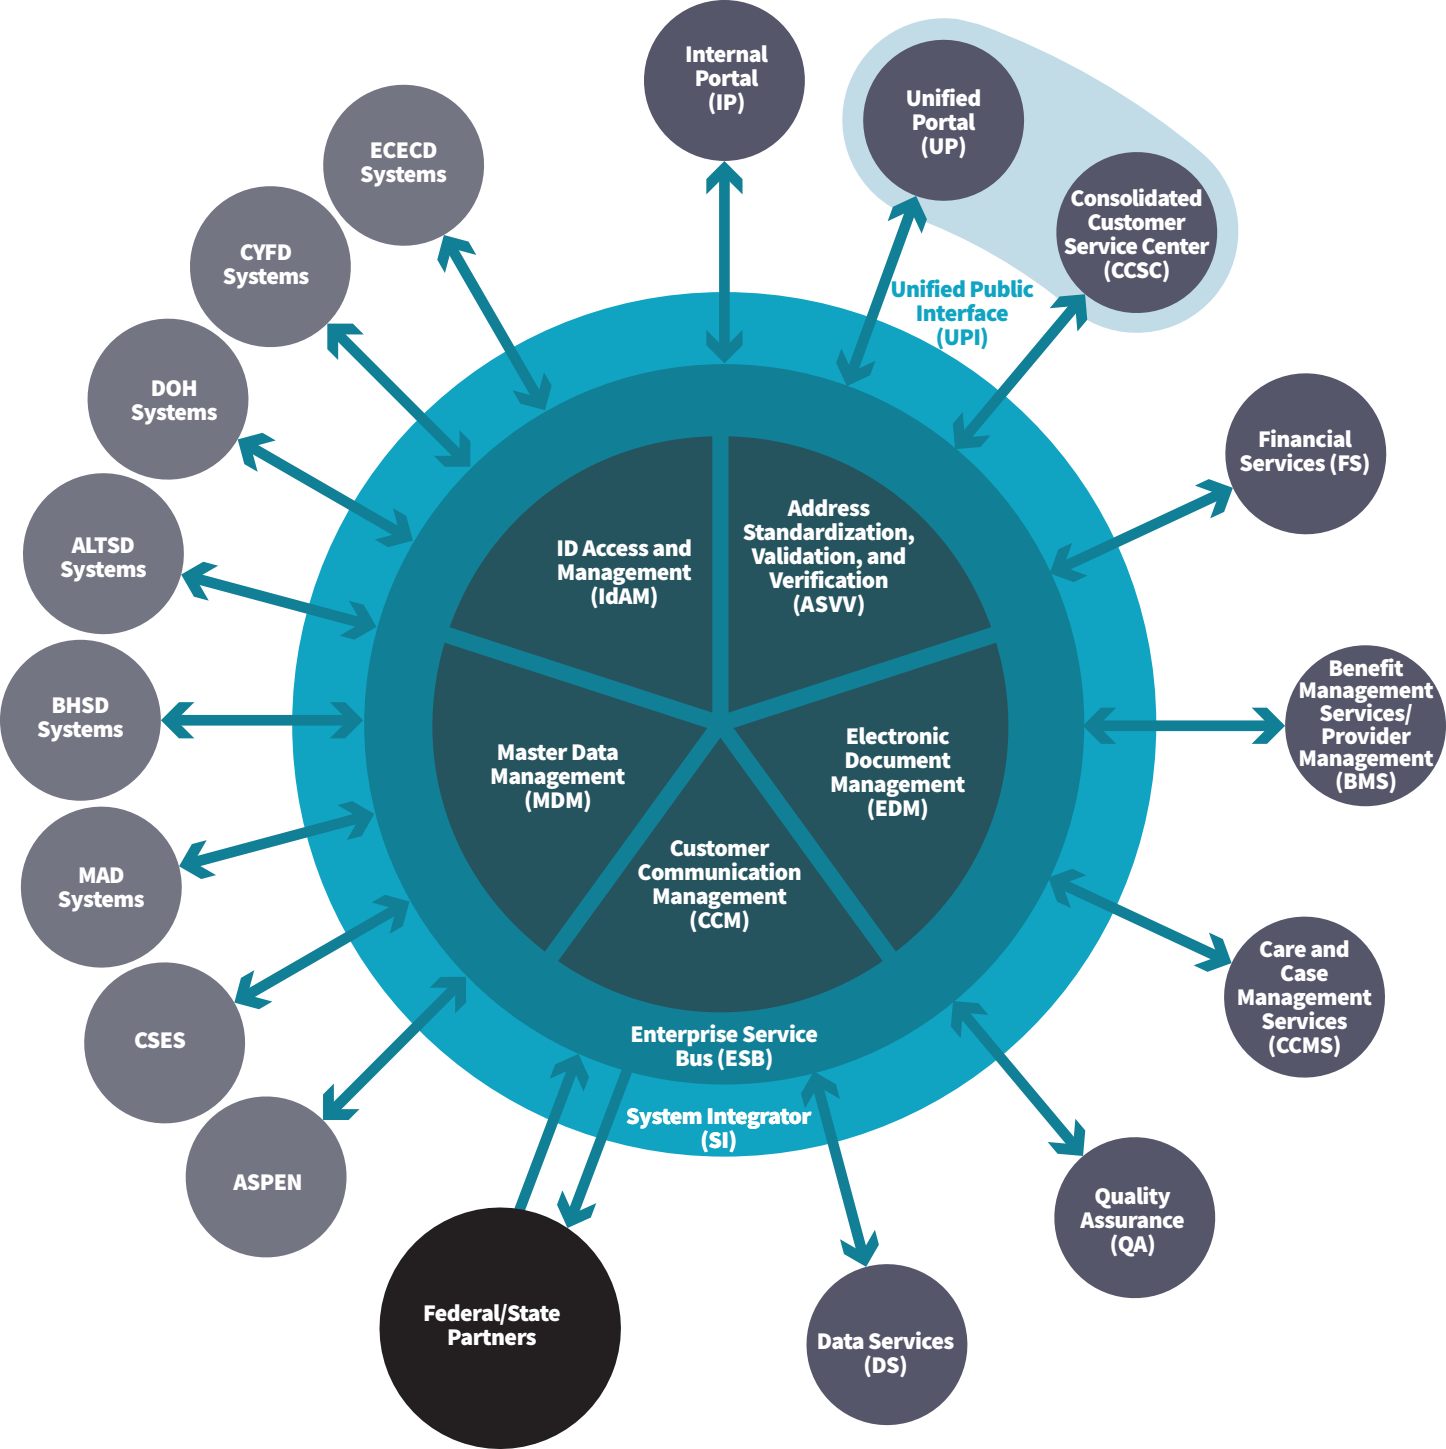 Internal
Portal
(IP)
Unified
Portal
(UP)
Consolidated
Customer
Service Center
(CCSC)
Unified Public
Interface
(UPI)
ECECD
Systems
CYFD
Systems
DOH
Systems
ALTSD
Systems
BHSD
Systems
MAD
Systems
CSES
ASPEN
Federal/State
Partners
Financial
Services (FS)
Benefit
Management
Services/
Provider
Management
(BMS)
Care and
Case
Management
Services
(CCMS)
Quality
Assurance
(QA)
Data Services
(DS)
ID Access and
Management
(IdAM)
Address
Standardization,
Validation, and
Verification
(ASVV)
Master Data
Management
(MDM)
Electronic
Document
Management
(EDM)
Customer
Communication
Management
(CCM)
Enterprise Service
Bus (ESB)
System Integrator
(SI)